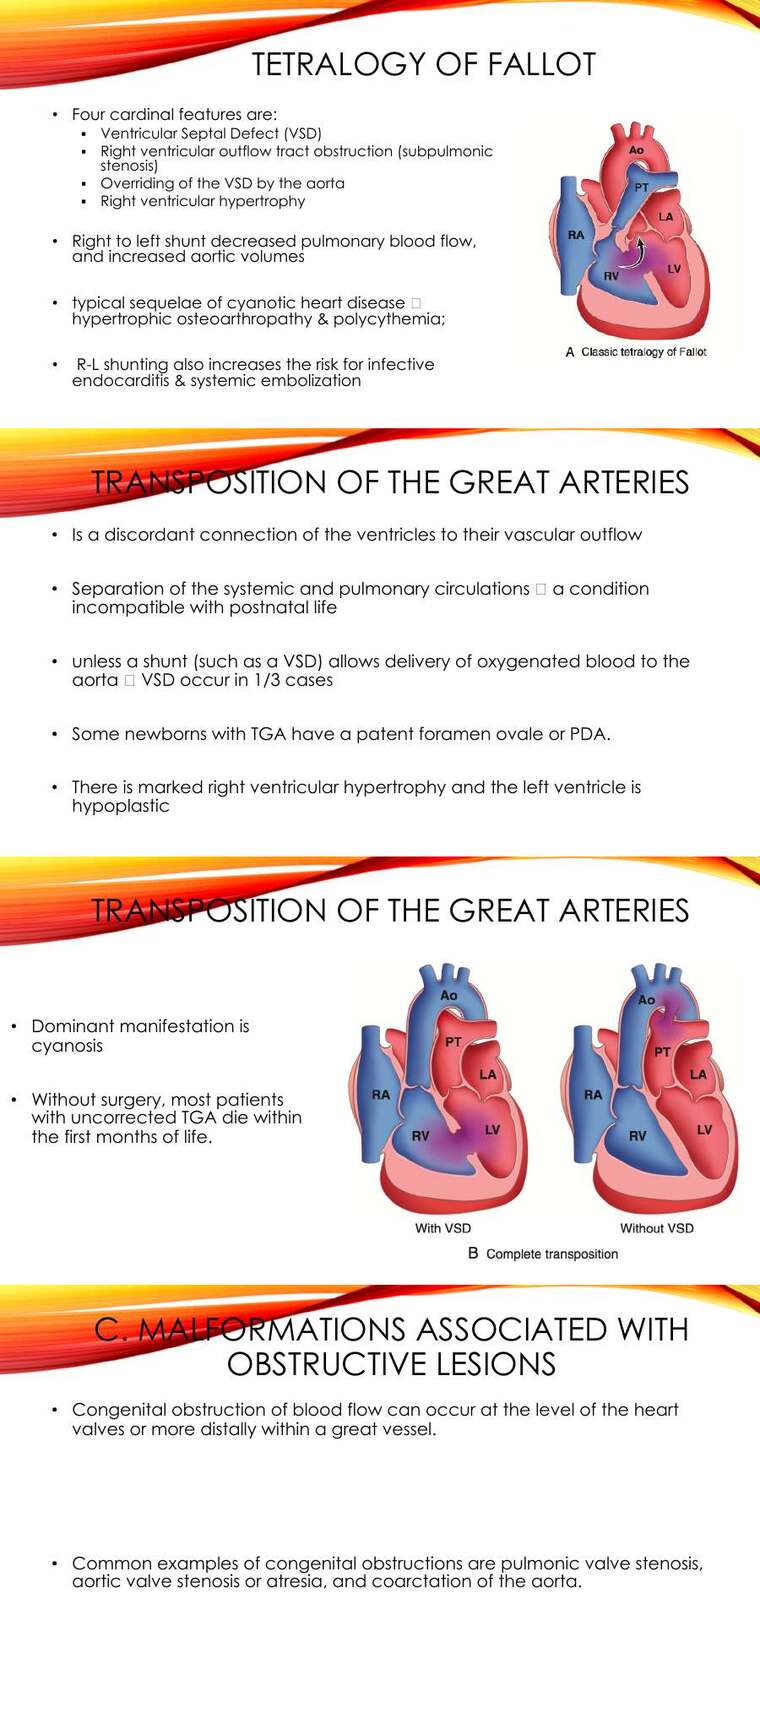 TETRALOGY OF FALLOT
• Four cardinal features are:
▪ Ventricular Septal Defect (VSD)
▪ Right ventricular outflow tract obstruction (subpulmonic
stenosis)
▪ Overriding of the VSD by the aorta
▪ Right ventricular hypertrophy
• Right to left shunt decreased pulmonary blood flow,
and increased aortic volumes
• typical sequelae of cyanotic heart disease □
hypertrophic osteoarthropathy & polycythemia;
• R-L shunting also increases the risk for infective
endocarditis & systemic embolization
Ao
PT
LA
RA
RV
LV
A Classic tetralogy of Fallot
TRANSPOSITION OF THE GREAT ARTERIES
• Is a discordant connection of the ventricles to their vascular outflow
• Separation of the systemic and pulmonary circulations □ a condition
incompatible with postnatal life
• unless a shunt (such as a VSD) allows delivery of oxygenated blood to the
aorta □ VSD occur in 1/3 cases
• Some newborns with TGA have a patent foramen ovale or PDA.
• There is marked right ventricular hypertrophy and the left ventricle is
hypoplastic
TRANSPOSITION OF THE GREAT ARTERIES
• Dominant manifestation is
cyanosis
• Without surgery, most patients
with uncorrected TGA die within
the first months of life.
Ao
PT
LA
RA
RV
LV
With VSD
Ao
PT
LA
RA
RV
LV
Without VSD
B Complete transposition
C. MALFORMATIONS ASSOCIATED WITH
OBSTRUCTIVE LESIONS
• Congenital obstruction of blood flow can occur at the level of the heart
valves or more distally within a great vessel.
• Common examples of congenital obstructions are pulmonic valve stenosis,
aortic valve stenosis or atresia, and coarctation of the aorta.